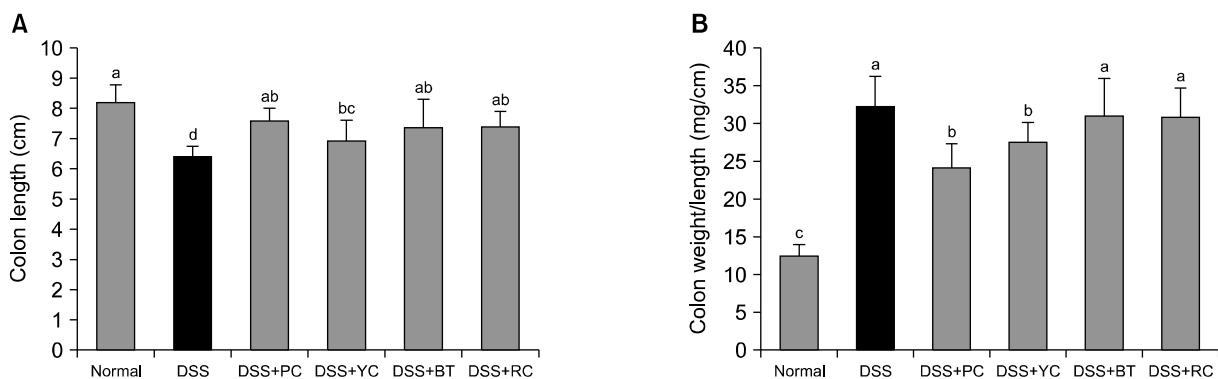 A
Colon length (cm)
10
9
8
7
6
5
4
3
2
1
0
a
d
ab
bc
ab
ab
Normal DSS DSS+PC DSS+YC DSS+BT DSS+RC
B
Colon weight/length (mg/cm)
40
35
30
25
20
15
10
5
0
c
a
b
b
a
a
Normal DSS DSS+PC DSS+YC DSS+BT DSS+RC